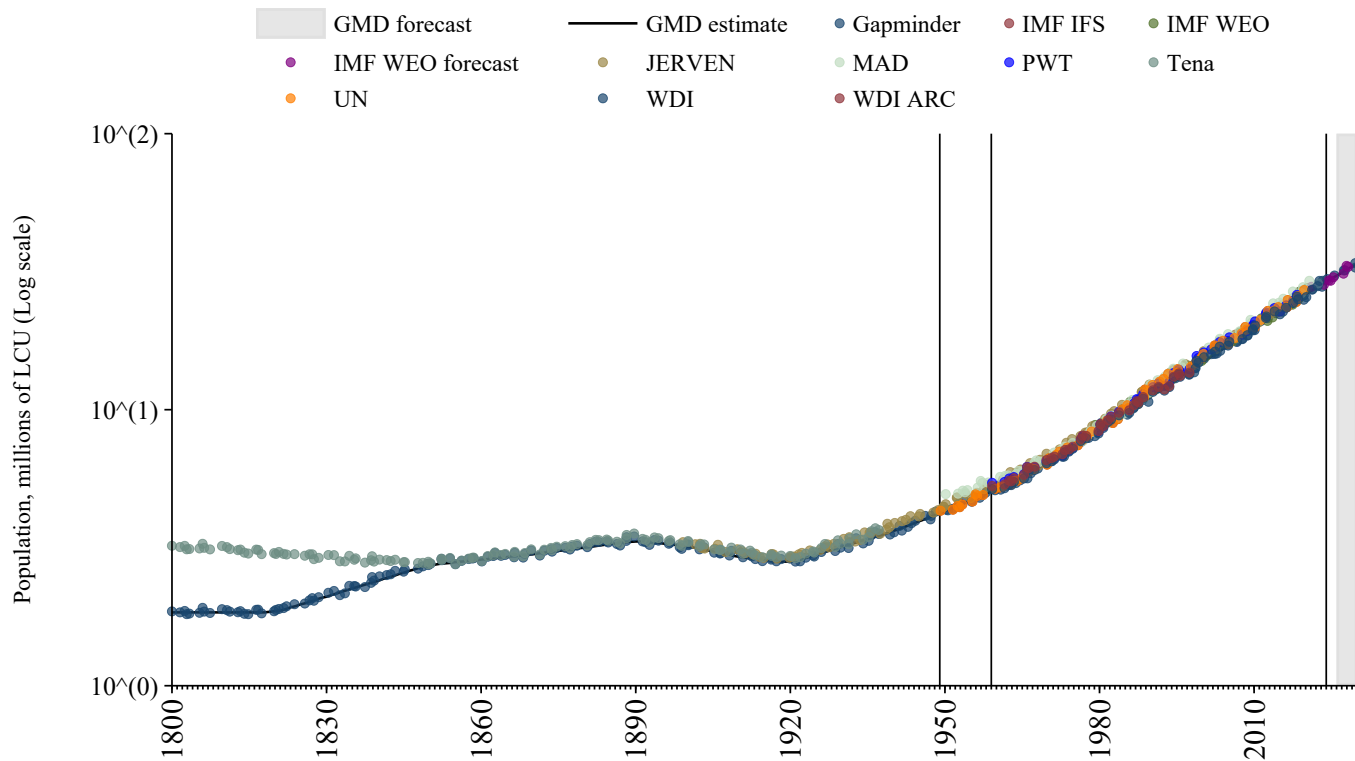 GMD forecast GMD estimate Gapminder IMF IFS IMF WEO
IMF WEO forecast JERVEN MAD PWT Tena
UN WDI WDI ARC
Population, millions of LCU (Log scale)
10^(2)
10^(1)
10^(0)
1800 1830 1860 1890 1920 1950 1980 2010